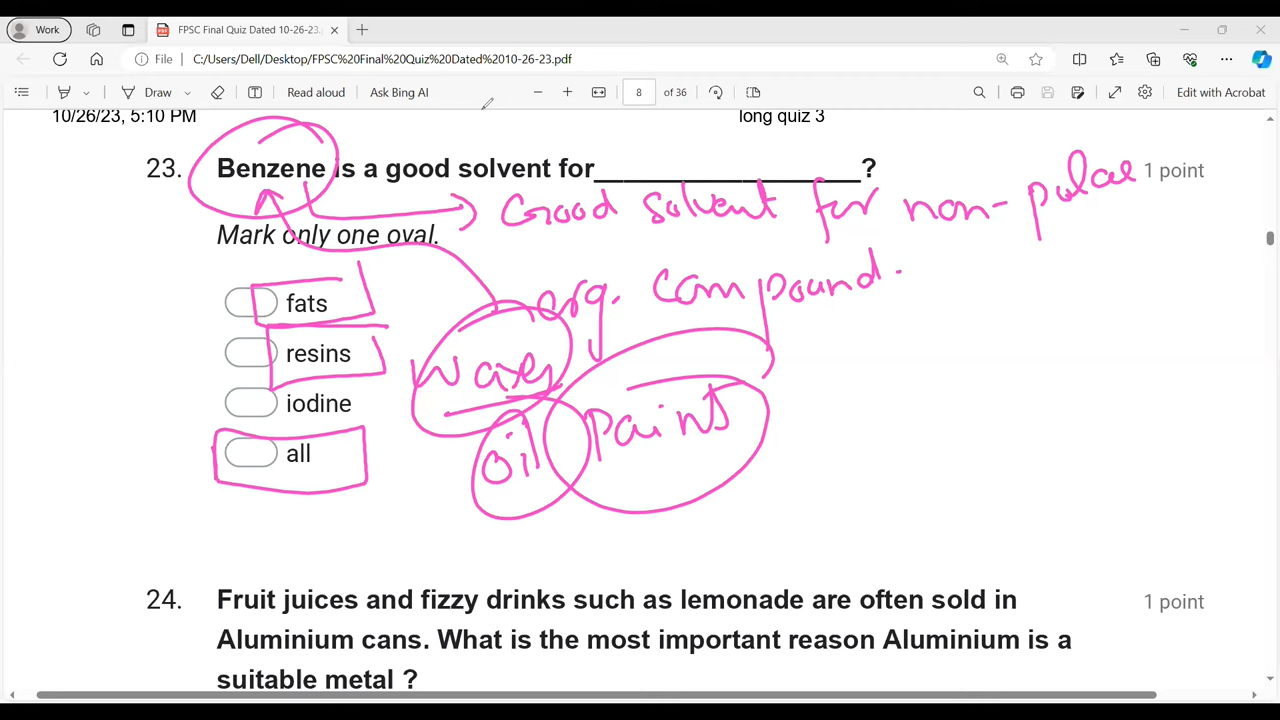 Work
FPSC Final Quiz Dated 10-26-23.
File
C:/Users/Dell/Desktop/FPSC%20Final%20Quiz%20Dated%2010-26-23.pdf
Draw
Read aloud
Ask Bing AI
8
of 36
Edit with Acrobat
10/26/23, 5:10 PM
long quiz 3
23.
Benzene is a good solvent for__________________?
1 point
Good solvent for non-polar
Mark only one oval.
org. compound.
fats
resins
waxes
iodine
paint
all
oil
24.
Fruit juices and fizzy drinks such as lemonade are often sold in
1 point
Aluminium cans. What is the most important reason Aluminium is a
suitable metal ?